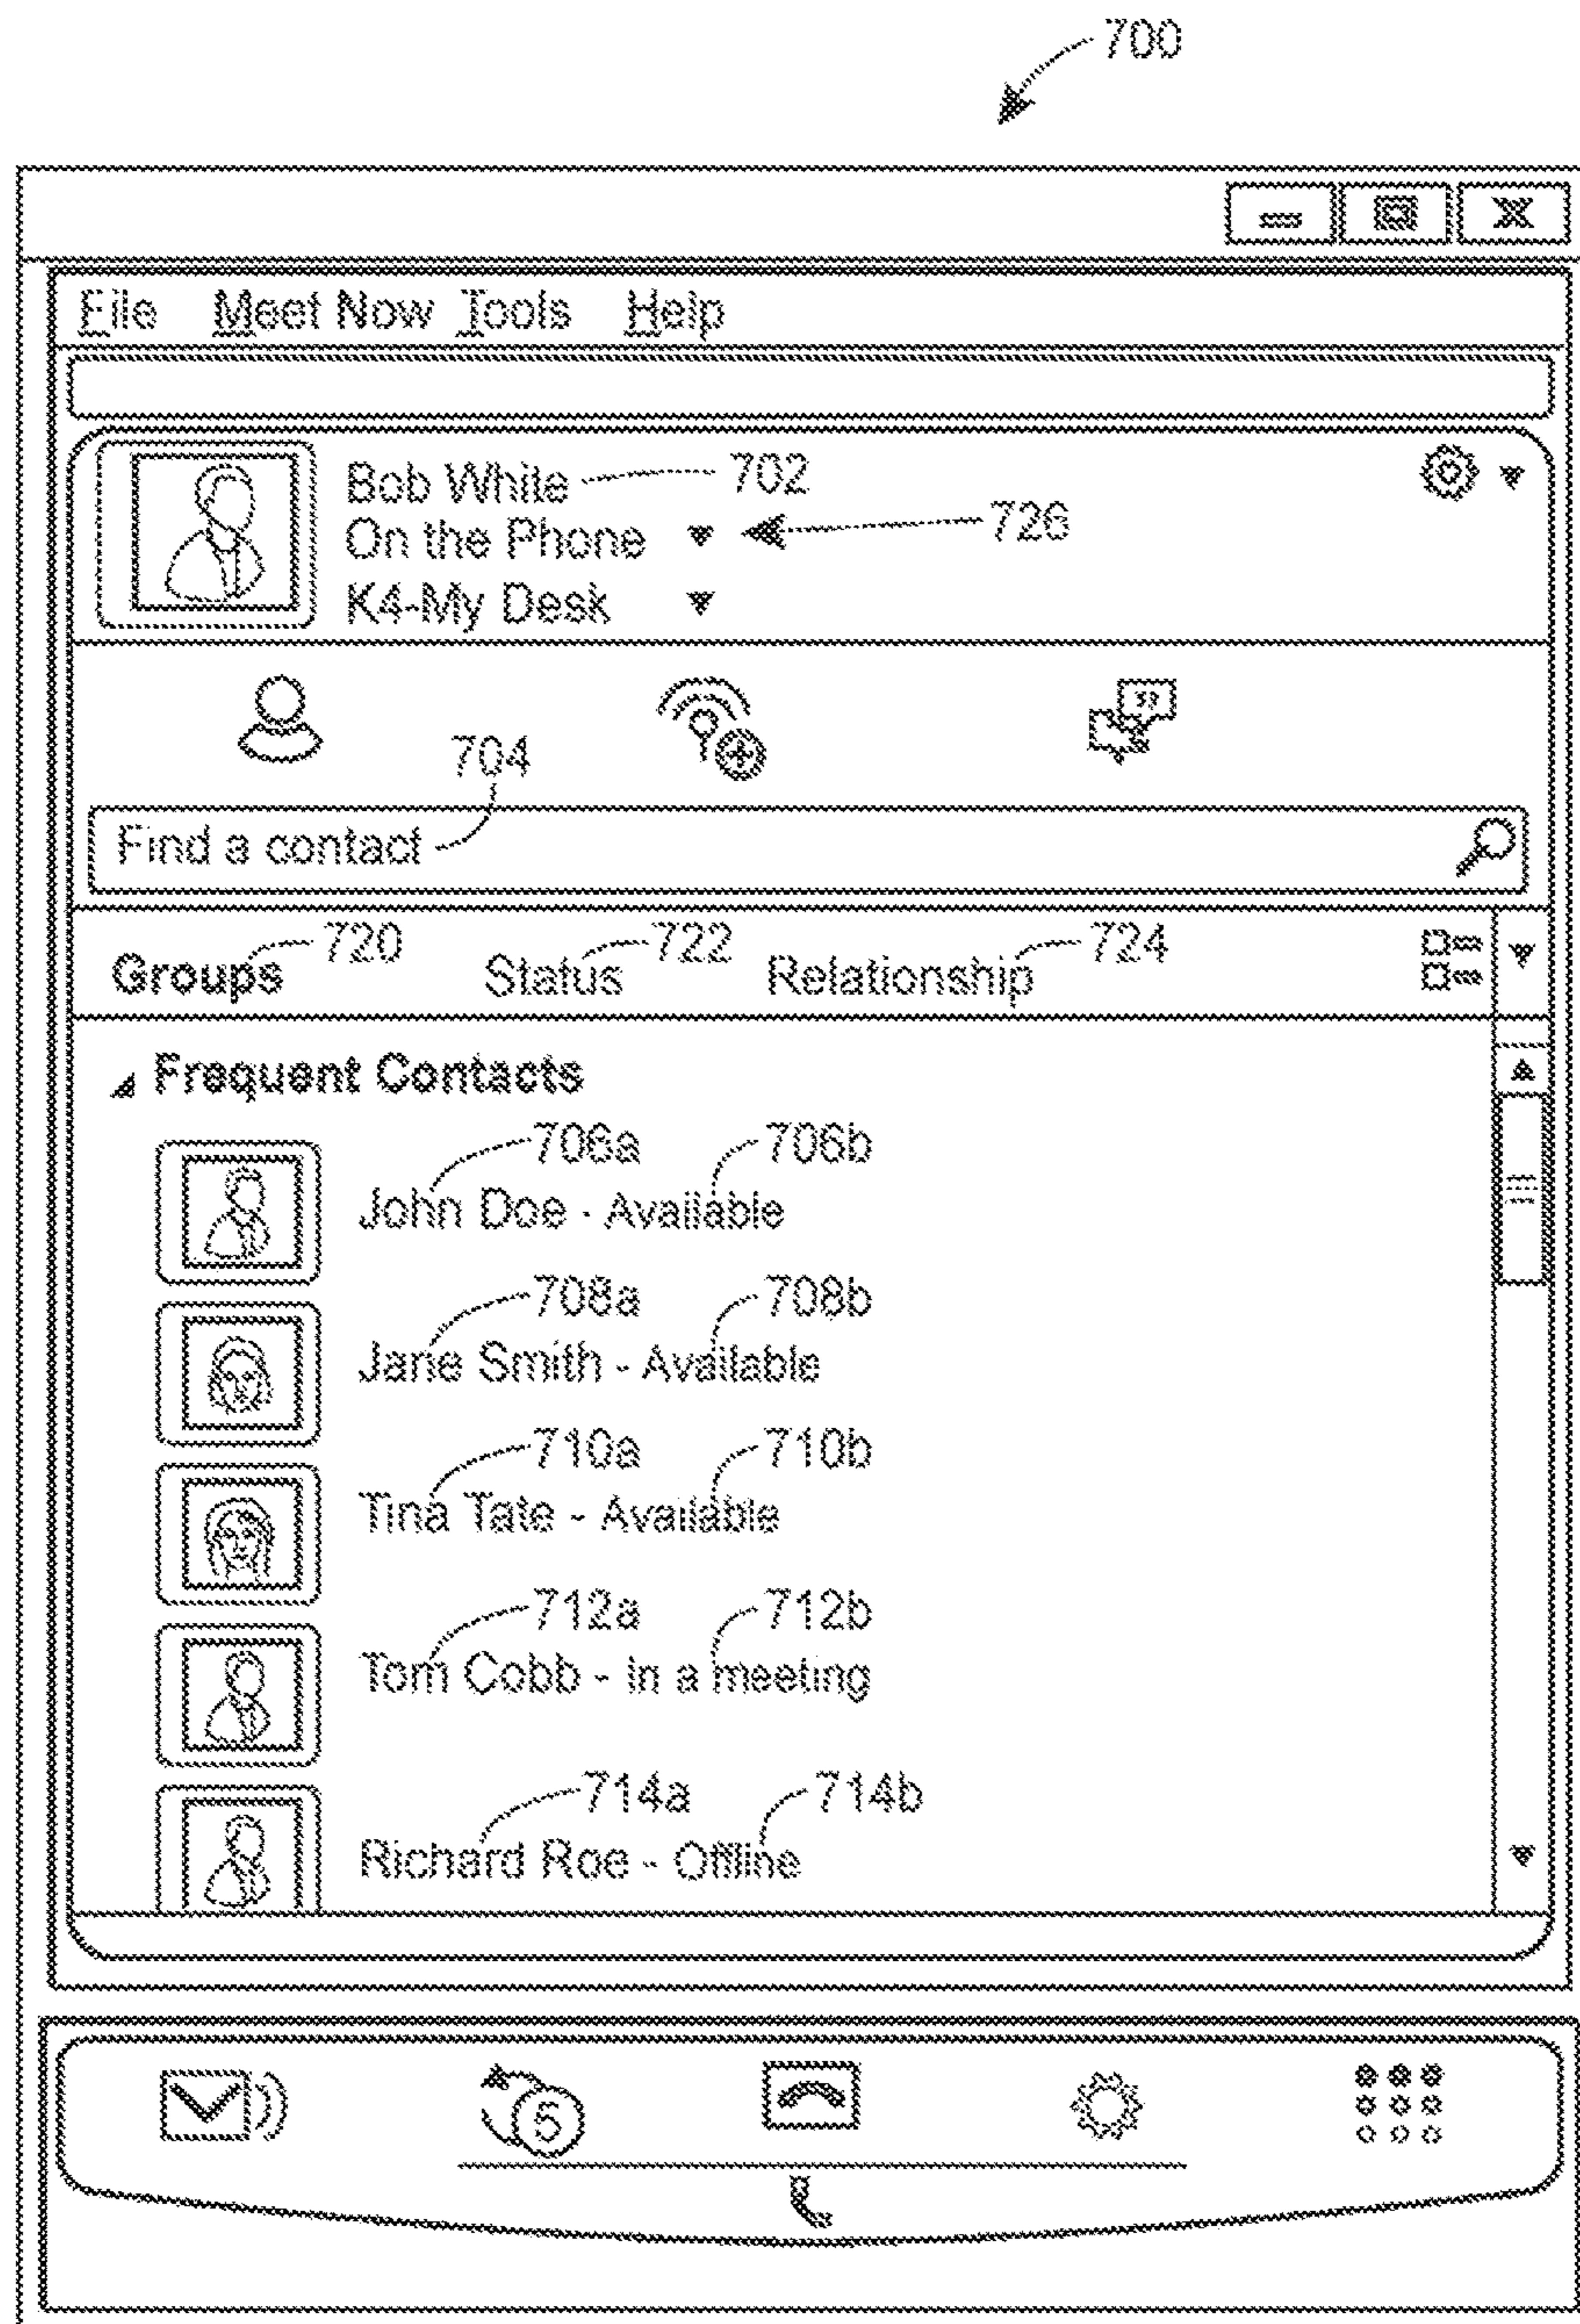 700
File Meet Now Tools Help
Bob White 702
On the Phone 726
K4-My Desk
704
Find a contact
Groups 720 Status 722 Relationship 724
Frequent Contacts
706a 706b
John Doe - Available
708a 708b
Jane Smith - Available
710a 710b
Tina Tate - Available
712a 712b
Tom Cobb - in a meeting
714a 714b
Richard Roe - Offline
5